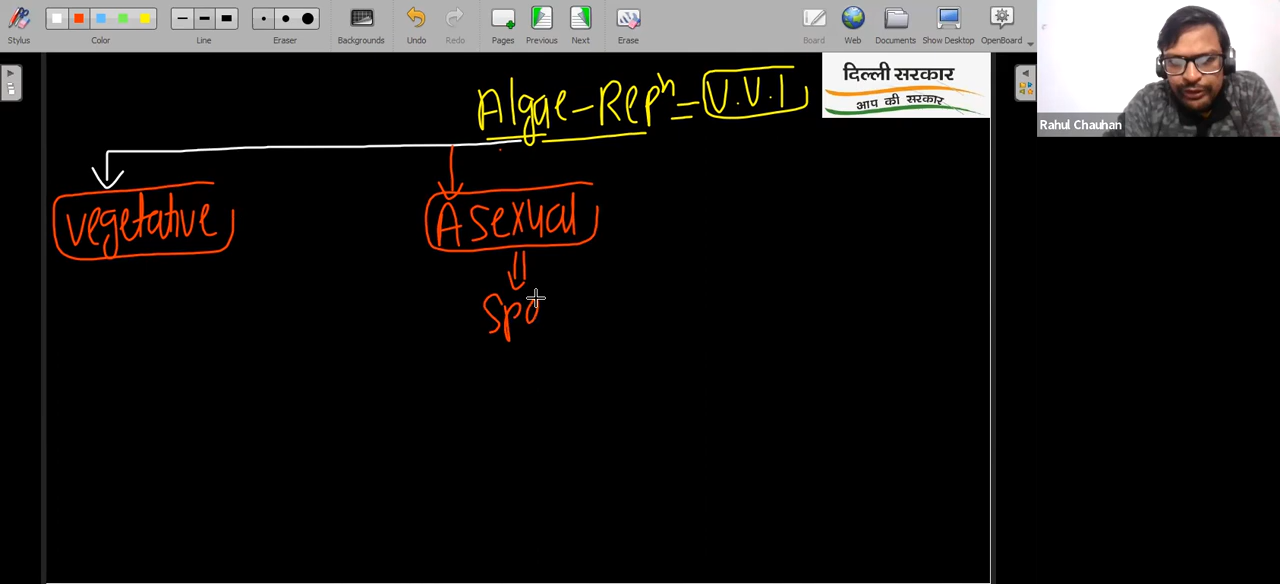 Stylus
Color
Line
Eraser
Backgrounds
Undo
Redo
Pages
Previous
Next
Erase
Board
Web
Documents
Show Desktop
OpenBoard
Algae - Repⁿ = V.V.I
दिल्ली सरकार
आप की सरकार
Rahul Chauhan
vegetative
Asexual
Spo